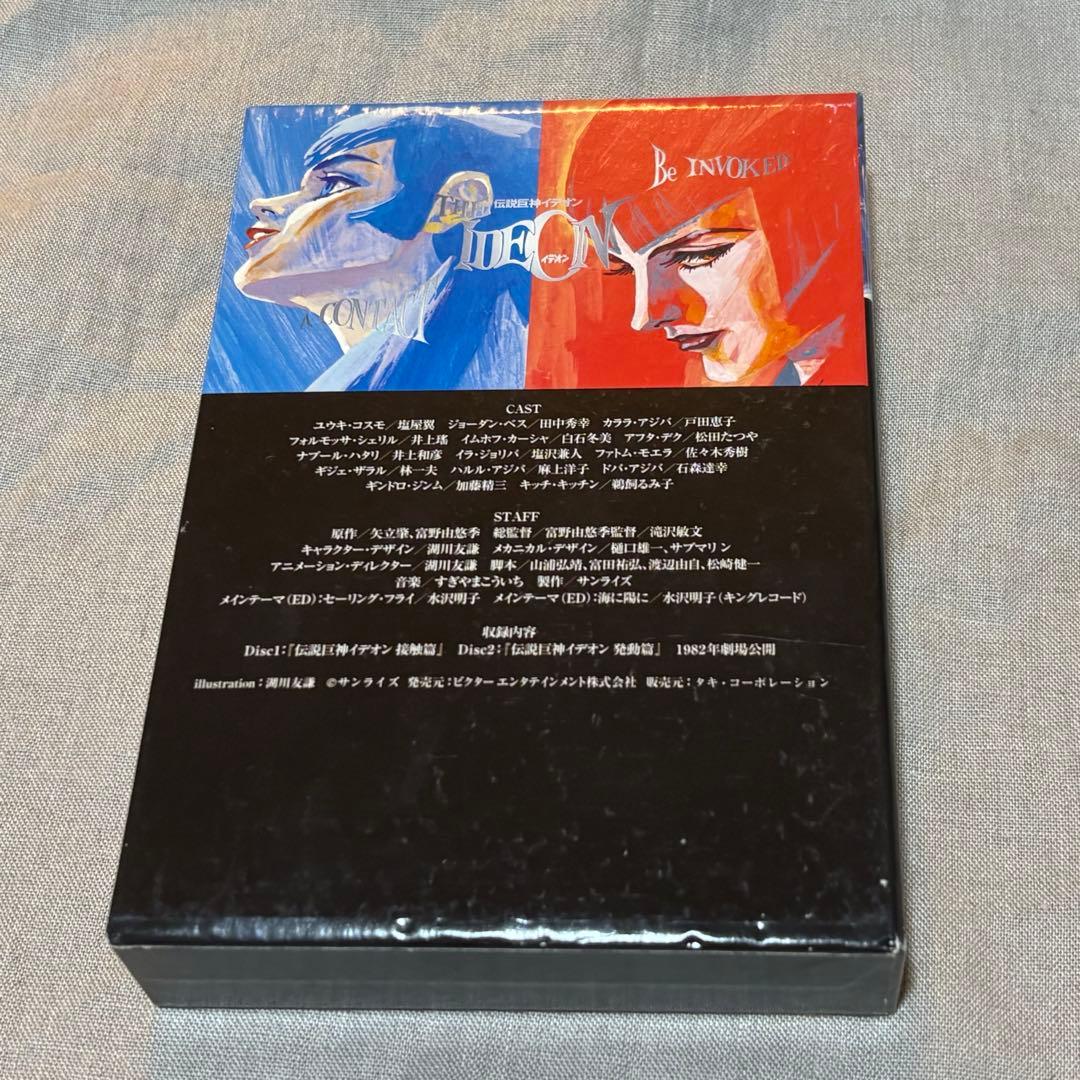 Be INVOKED
THE 伝説巨神イデオン
IDEON
イデオン
A CONTACT
CAST
ユウキ・コスモ/塩屋翼 ジョーダン・ベス/田中秀幸 カララ・アジバ/戸田恵子
フォルモッサ・シェリル/井上瑤 イムホフ・カーシャ/白石冬美 アフタ・デク/松田たつや
ナブール・ハタリ/井上和彦 イラ・ジョリバ/塩沢兼人 ファトム・モエラ/佐々木秀樹
ギジェ・ザラル/林一夫 ハルル・アジバ/麻上洋子 ドバ・アジバ/石森達幸
ギンドロ・ジンム/加藤精三 キッチ・キッチン/鵜飼るみ子
STAFF
原作/矢立肇、富野由悠季 総監督/富野由悠季監督/滝沢敏文
キャラクター・デザイン/湖川友謙 メカニカル・デザイン/樋口雄一、サブマリン
アニメーション・ディレクター/湖川友謙 脚本/山浦弘靖、富田祐弘、渡辺由自、松崎健一
音楽/すぎやまこういち 製作/サンライズ
メインテーマ(ED):セーリング・フライ/水沢明子 メインテーマ(ED):海に陽に/水沢明子(キングレコード)
収録内容
Disc1:『伝説巨神イデオン 接触篇』 Disc2:『伝説巨神イデオン 発動篇』 1982年劇場公開
illustration:湖川友謙 ©サンライズ 発売元:ビクターエンタテインメント株式会社 販売元:タキ・コーポレーション